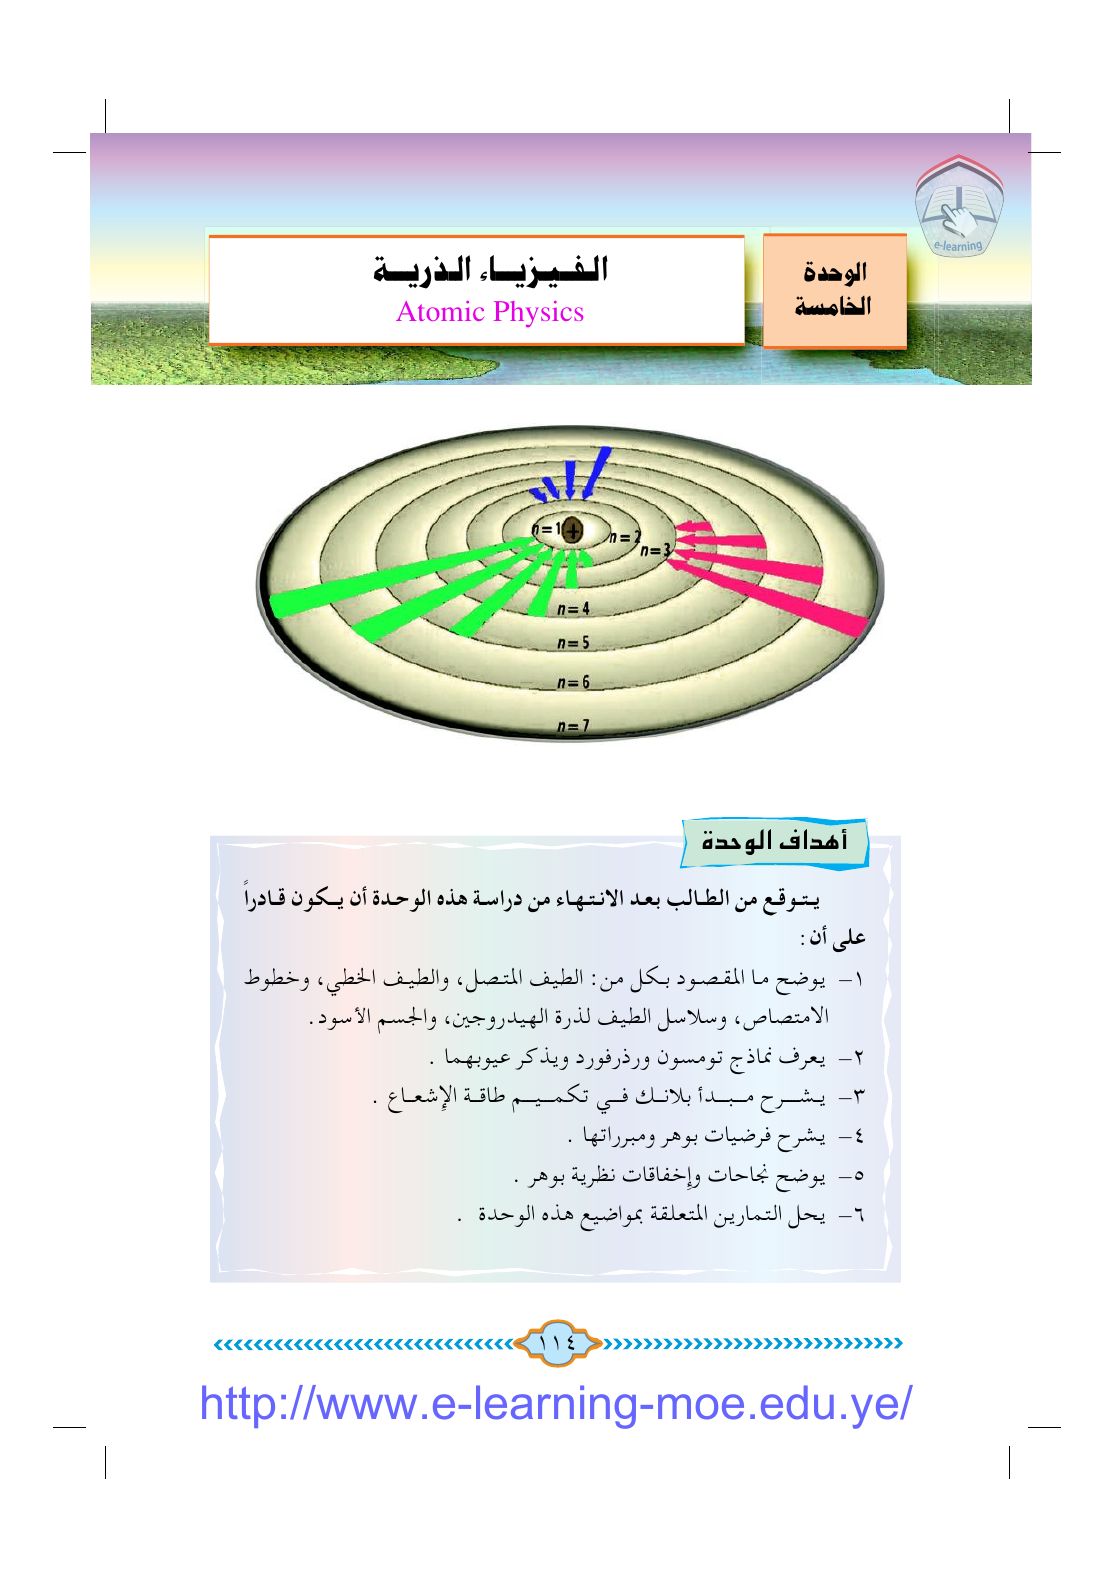 e-learning
الوحدة
الخامسة
الفيزياء الذرية
Atomic Physics
n=1
+
n=2
n=3
n=4
n=5
n=6
n=7
أهداف الوحدة
يتوقع من الطالب بعد الانتهاء من دراسة هذه الوحدة أن يكون قادراً
على أن :
١- يوضح ما المقصود بكل من : الطيف المتصل، والطيف الخطي، وخطوط
الامتصاص، وسلاسل الطيف لذرة الهيدروجين، والجسم الأسود .
٢- يعرف نماذج تومسون ورذرفورد ويذكر عيوبهما .
٣- يشرح مبدأ بلانك في تكميم طاقة الإشعاع .
٤- يشرح فرضيات بوهر ومبرراتها .
٥- يوضح نجاحات وإخفاقات نظرية بوهر .
٦- يحل التمارين المتعلقة بمواضيع هذه الوحدة .
١١٤
http://www.e-learning-moe.edu.ye/